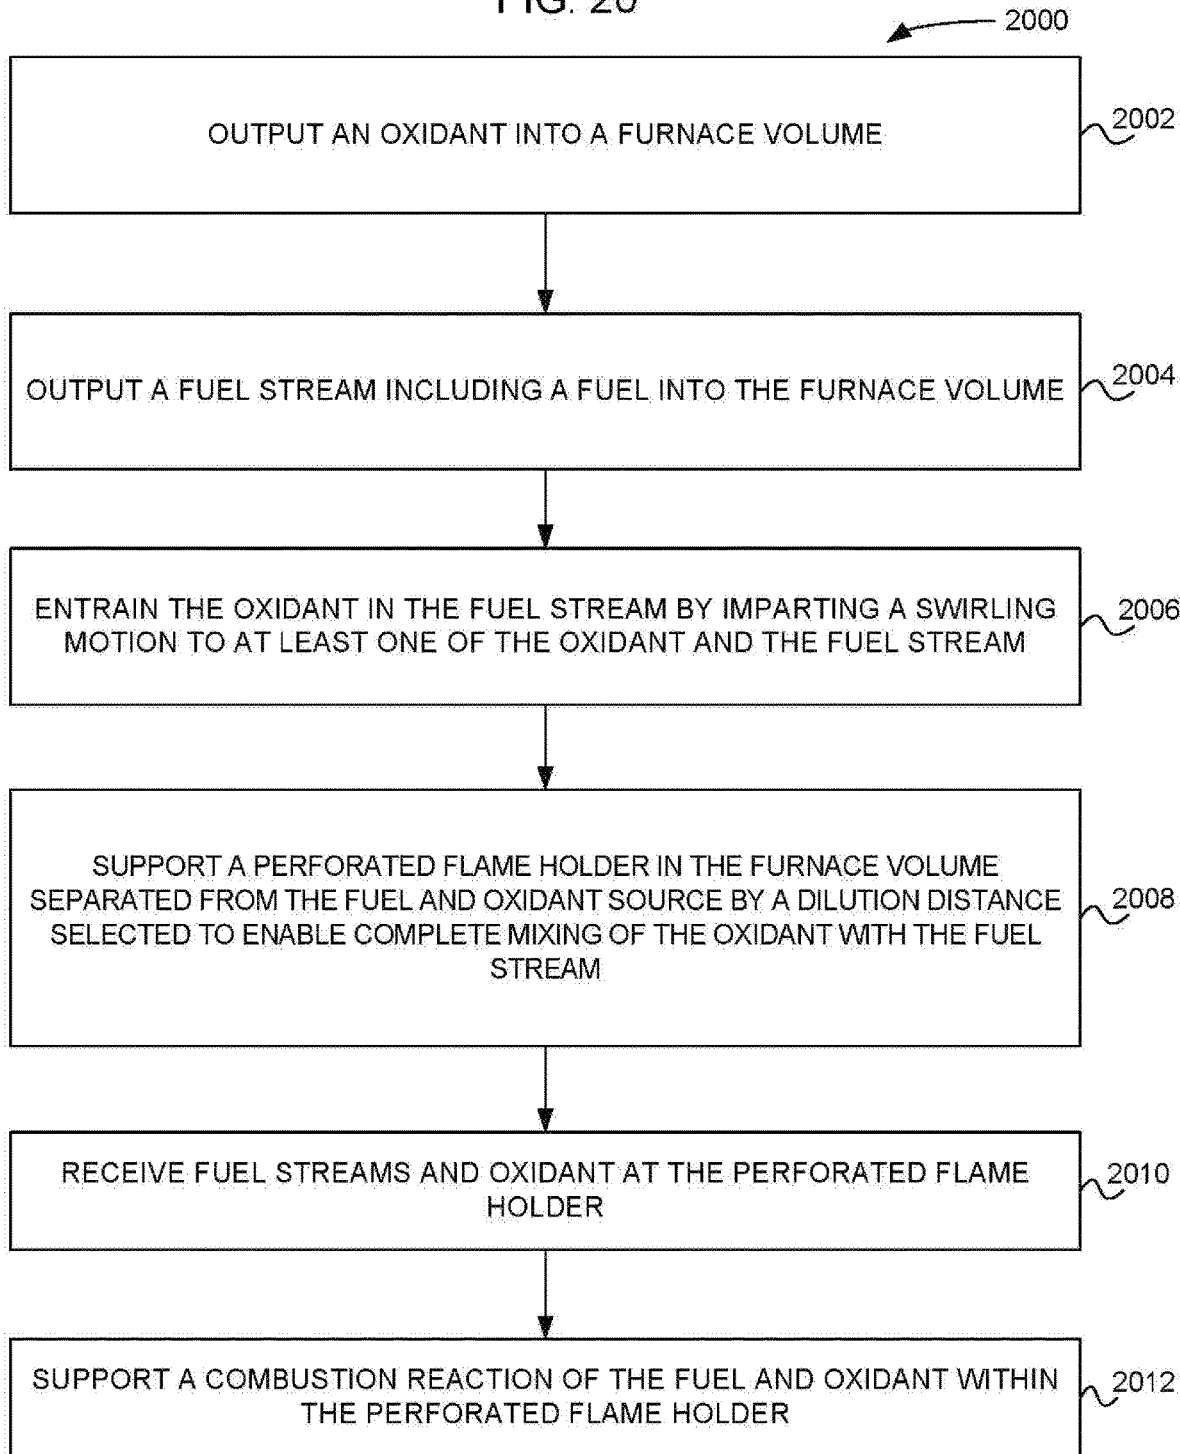 FIG. 20
2000
OUTPUT AN OXIDANT INTO A FURNACE VOLUME
2002
OUTPUT A FUEL STREAM INCLUDING A FUEL INTO THE FURNACE VOLUME
2004
ENTRAIN THE OXIDANT IN THE FUEL STREAM BY IMPARTING A SWIRLING
MOTION TO AT LEAST ONE OF THE OXIDANT AND THE FUEL STREAM
2006
SUPPORT A PERFORATED FLAME HOLDER IN THE FURNACE VOLUME
SEPARATED FROM THE FUEL AND OXIDANT SOURCE BY A DILUTION DISTANCE
SELECTED TO ENABLE COMPLETE MIXING OF THE OXIDANT WITH THE FUEL
STREAM
2008
RECEIVE FUEL STREAMS AND OXIDANT AT THE PERFORATED FLAME
HOLDER
2010
SUPPORT A COMBUSTION REACTION OF THE FUEL AND OXIDANT WITHIN
THE PERFORATED FLAME HOLDER
2012